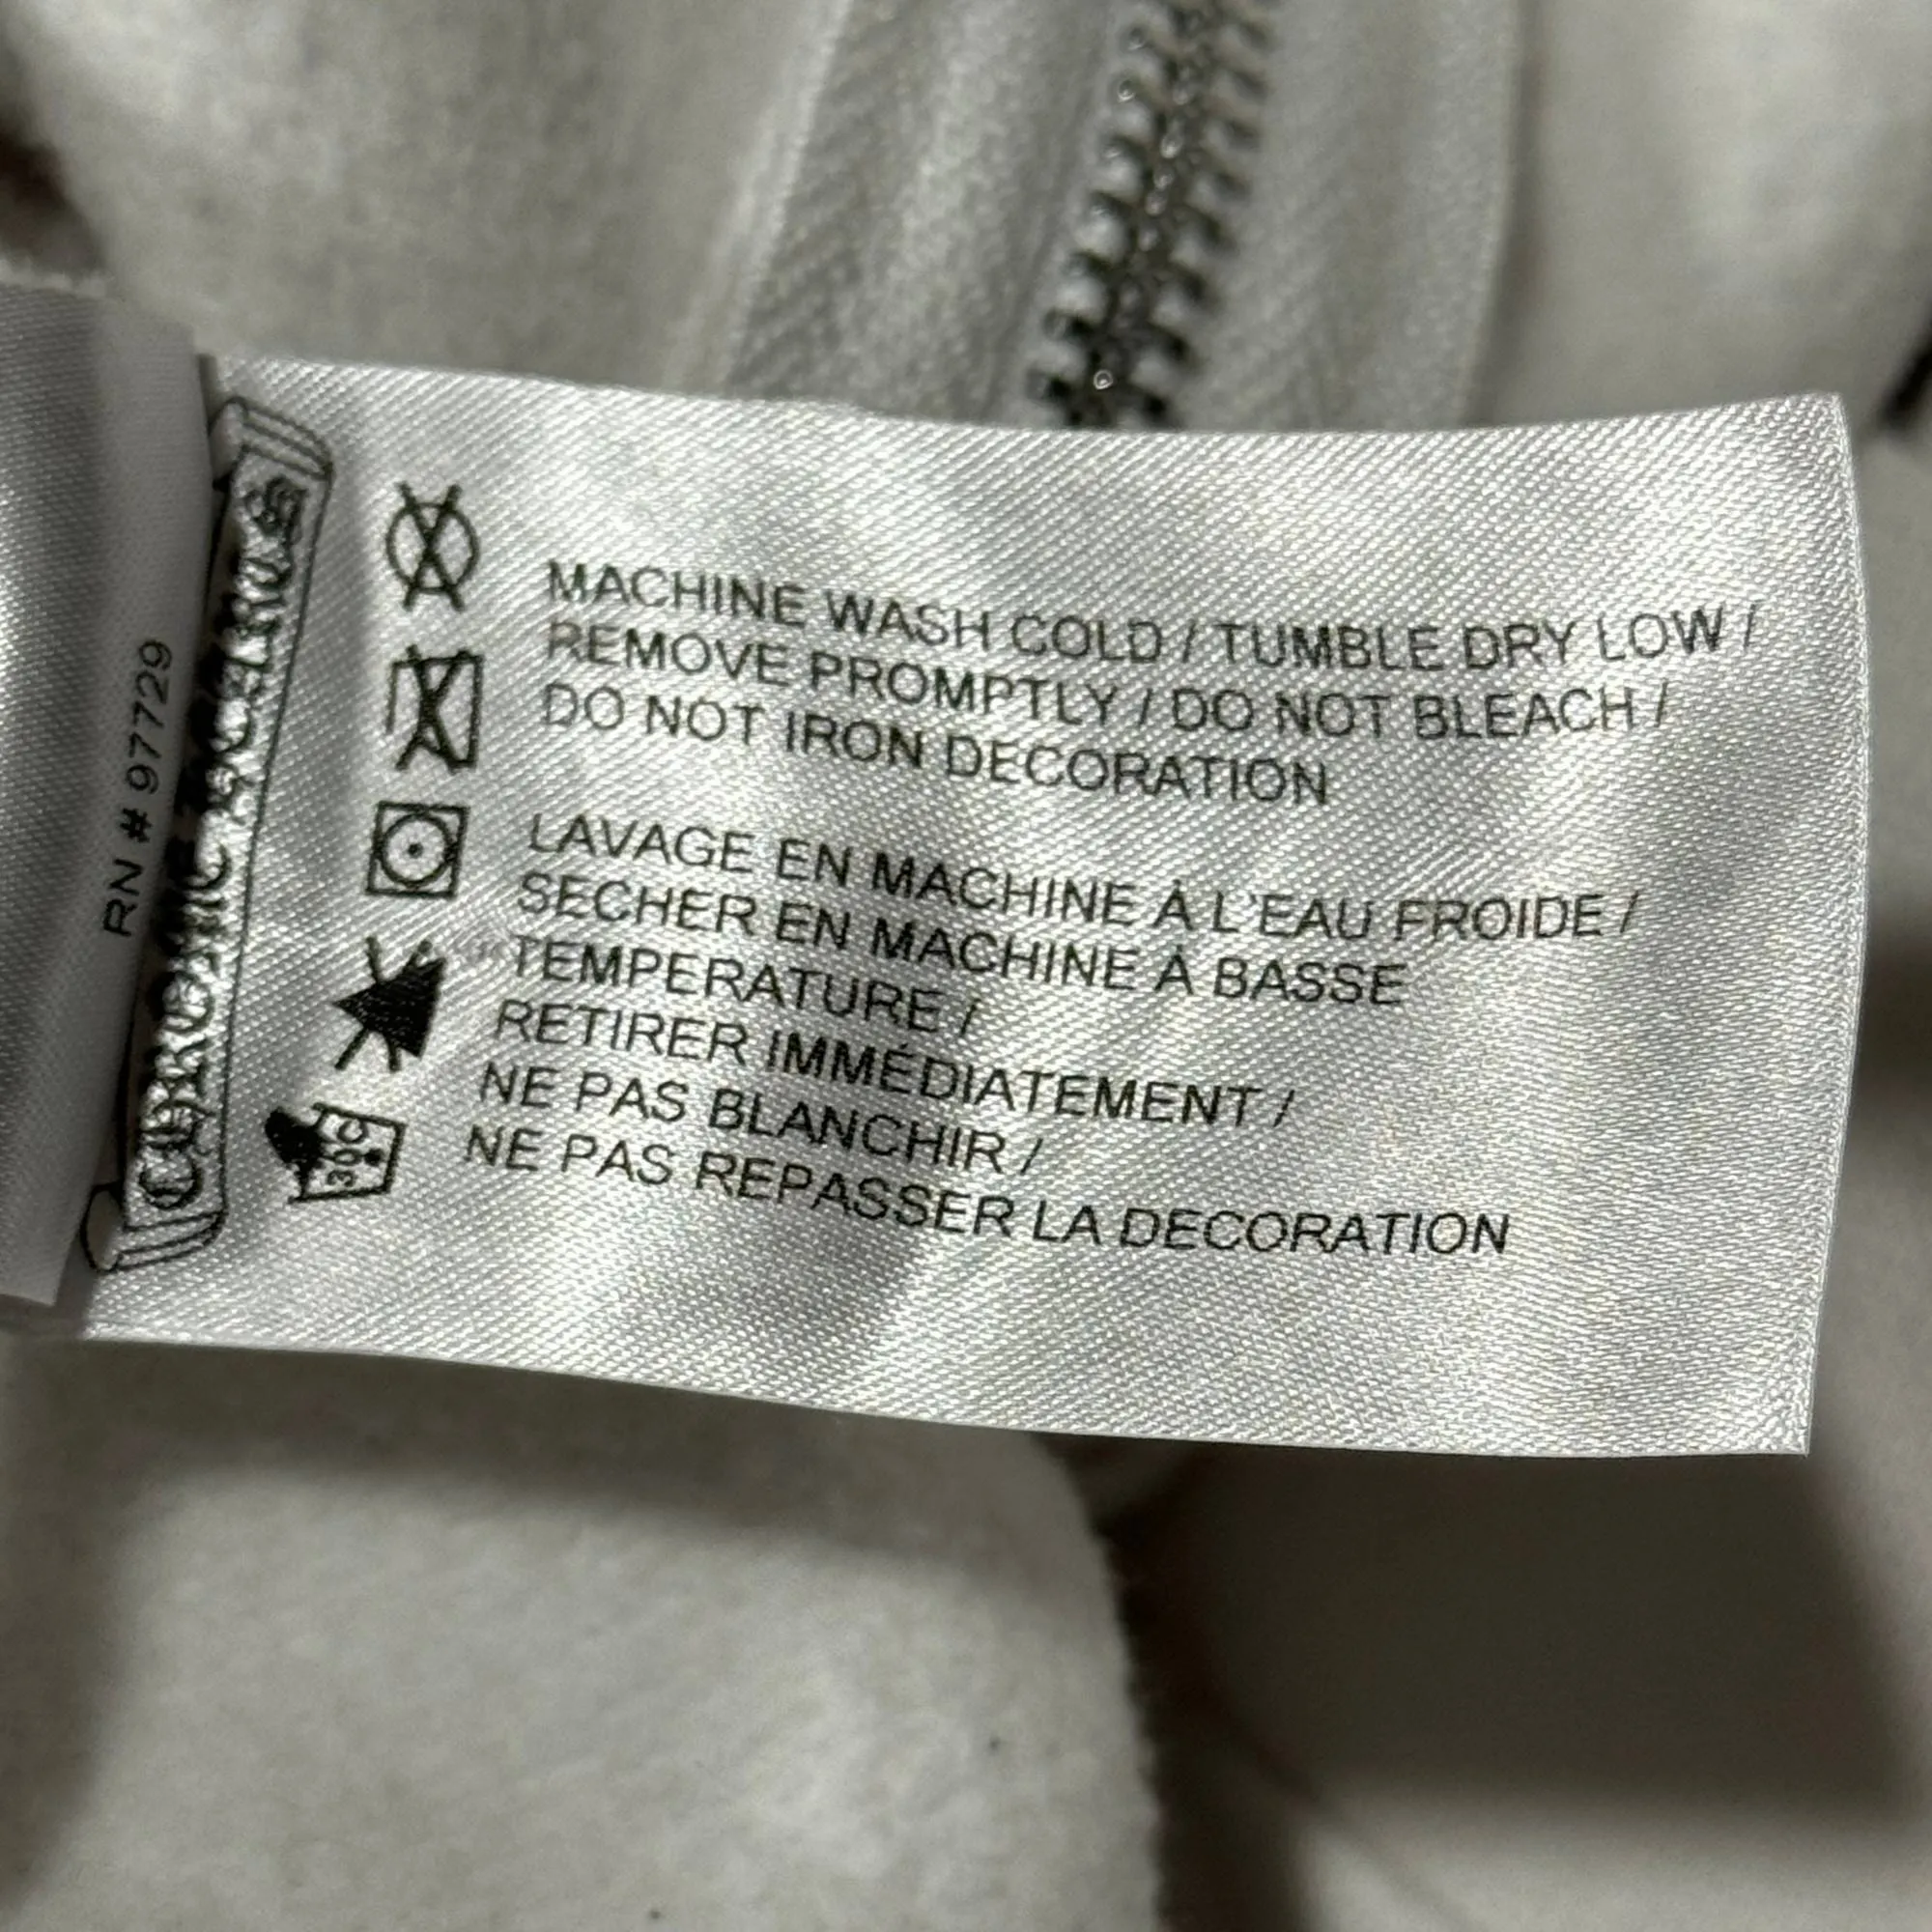 RN # 97729
CHROME HEARTS
MACHINE WASH COLD / TUMBLE DRY LOW /
REMOVE PROMPTLY / DO NOT BLEACH /
DO NOT IRON DECORATION
LAVAGE EN MACHINE À L'EAU FROIDE /
SECHER EN MACHINE À BASSE
TEMPERATURE /
RETIRER IMMÉDIATEMENT /
NE PAS BLANCHIR /
NE PAS REPASSER LA DECORATION
30C